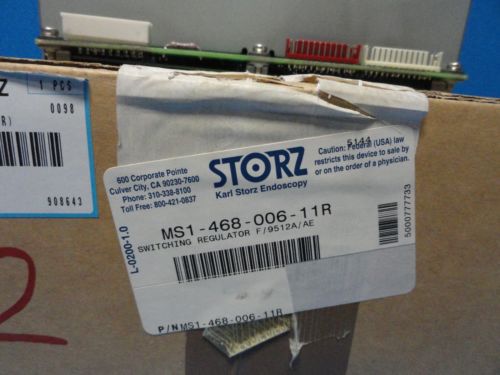 Z
1 PCS
0098
R)
908643
600 Corporate Pointe
Culver City, CA 90230-7600
Phone: 310-338-8100
Toll Free: 800-421-0837
STORZ
Karl Storz Endoscopy
5144
Caution: Federal (USA) law
restricts this device to sale by
or on the order of a physician.
L-0200-1.0
MS1-468-006-11R
SWITCHING REGULATOR F/9512A/AE
5000777733
P/N MS1-468-006-11R
2